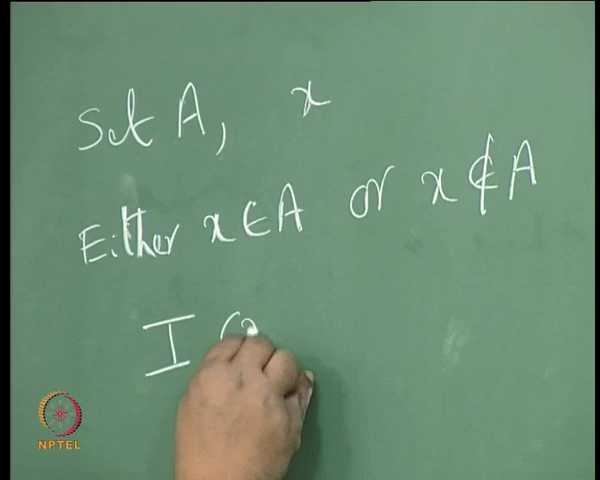 Set A, x
Either x ∈ A or x ∉ A
I
NPTEL